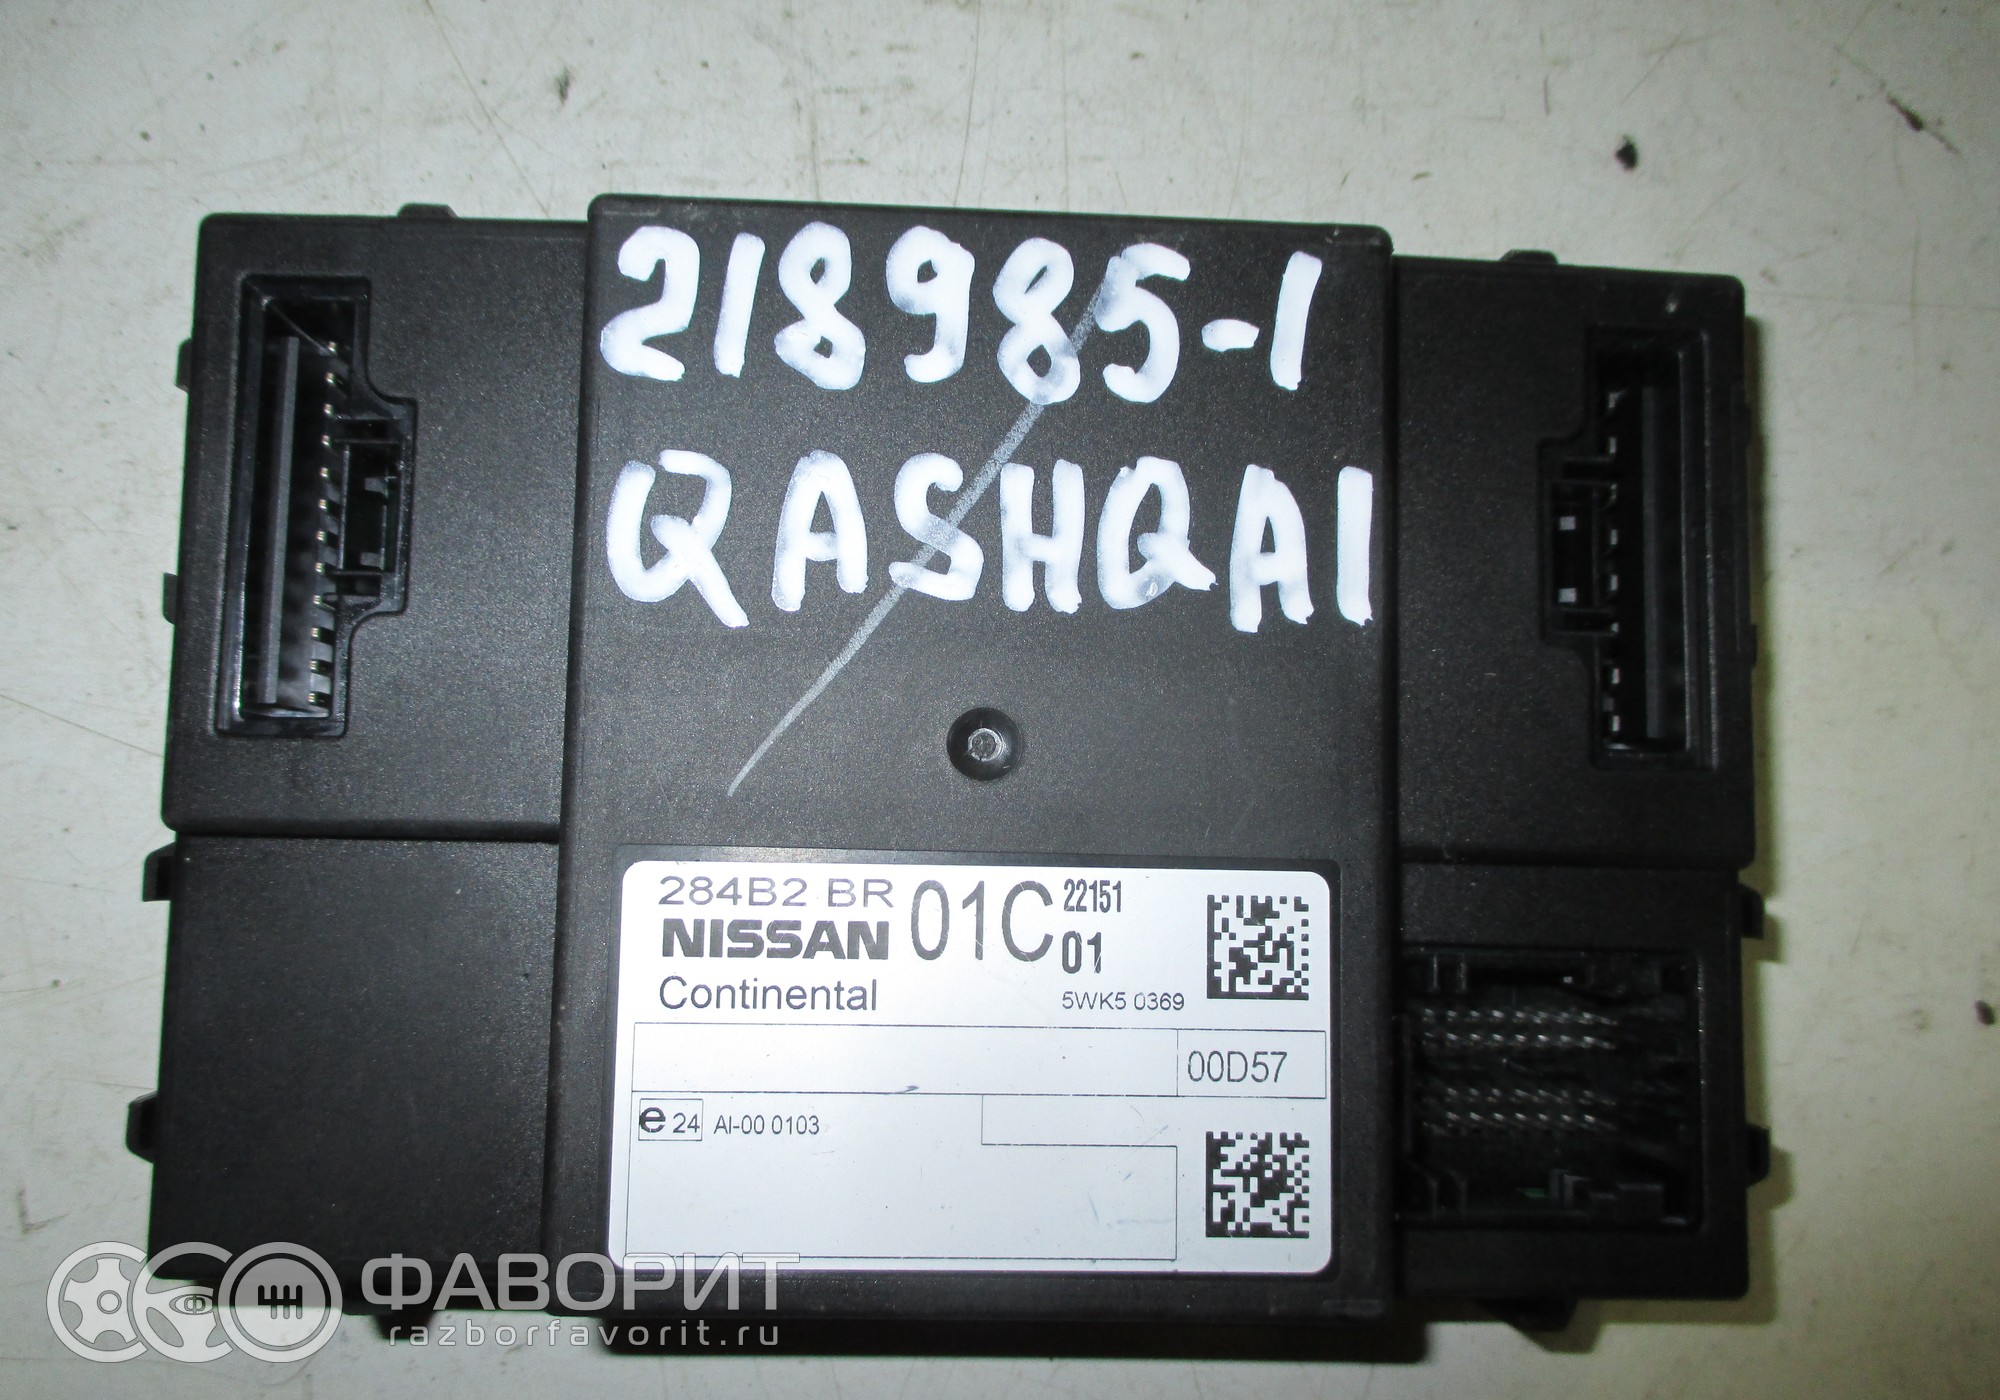 218985-1
QASHQAI
284B2 BR 01C 22151
NISSAN 01
Continental 5WK5 0369
00D57
e24 AI-00 0103
ФАВОРИТ
razborfavorit.ru